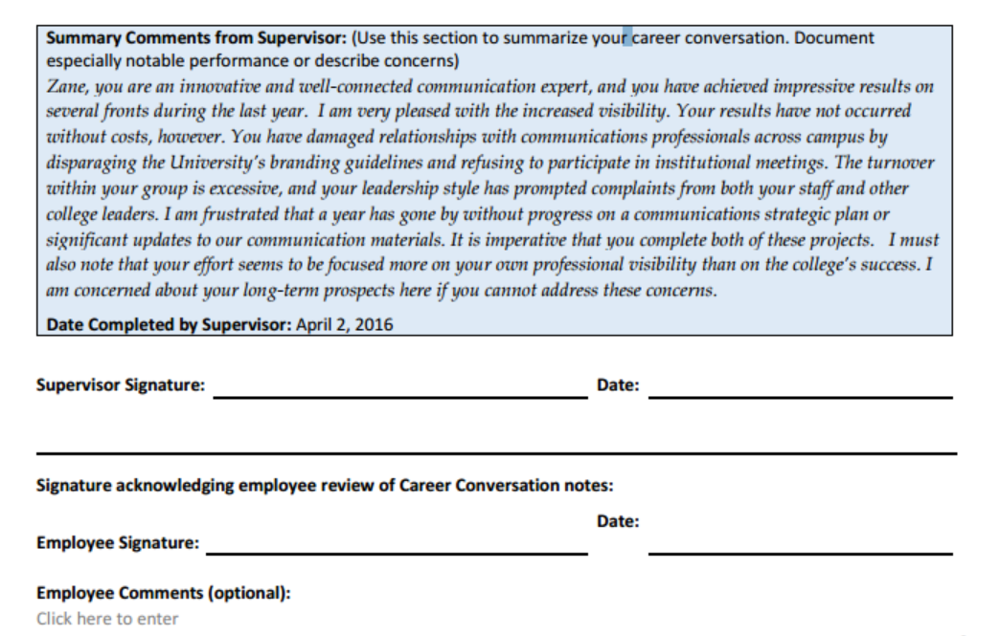 Summary Comments from Supervisor: (Use this section to summarize your career conversation. Document
especially notable performance or describe concerns)
Zane, you are an innovative and well-connected communication expert, and you have achieved impressive results on
several fronts during the last year.  I am very pleased with the increased visibility. Your results have not occurred
without costs, however. You have damaged relationships with communications professionals across campus by
disparaging the University's branding guidelines and refusing to participate in institutional meetings. The turnover
within your group is excessive, and your leadership style has prompted complaints from both your staff and other
college leaders. I am frustrated that a year has gone by without progress on a communications strategic plan or
significant updates to our communication materials. It is imperative that you complete both of these projects.   I must
also note that your effort seems to be focused more on your own professional visibility than on the college's success. I
am concerned about your long-term prospects here if you cannot address these concerns.
Date Completed by Supervisor: April 2, 2016
Supervisor Signature: Date:
Signature acknowledging employee review of Career Conversation notes:
Date:
Employee Signature:
Employee Comments (optional):
Click here to enter